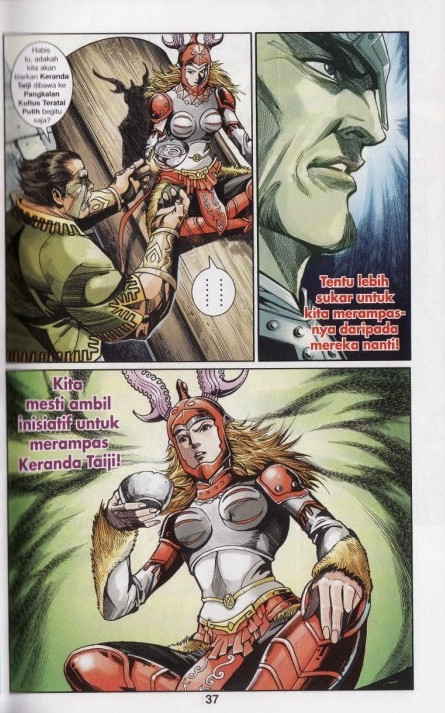 Habis
tu, adakah
kita akan
biarkan Keranda
Taiji dibawa ke
Pangkalan
Kultus Teratai
Putih begitu
saja?
Tentu lebih
sukar untuk
kita merampas-
nya daripada
mereka nanti!
Kita
mesti ambil
inisiatif untuk
merampas
Keranda Taiji!
37